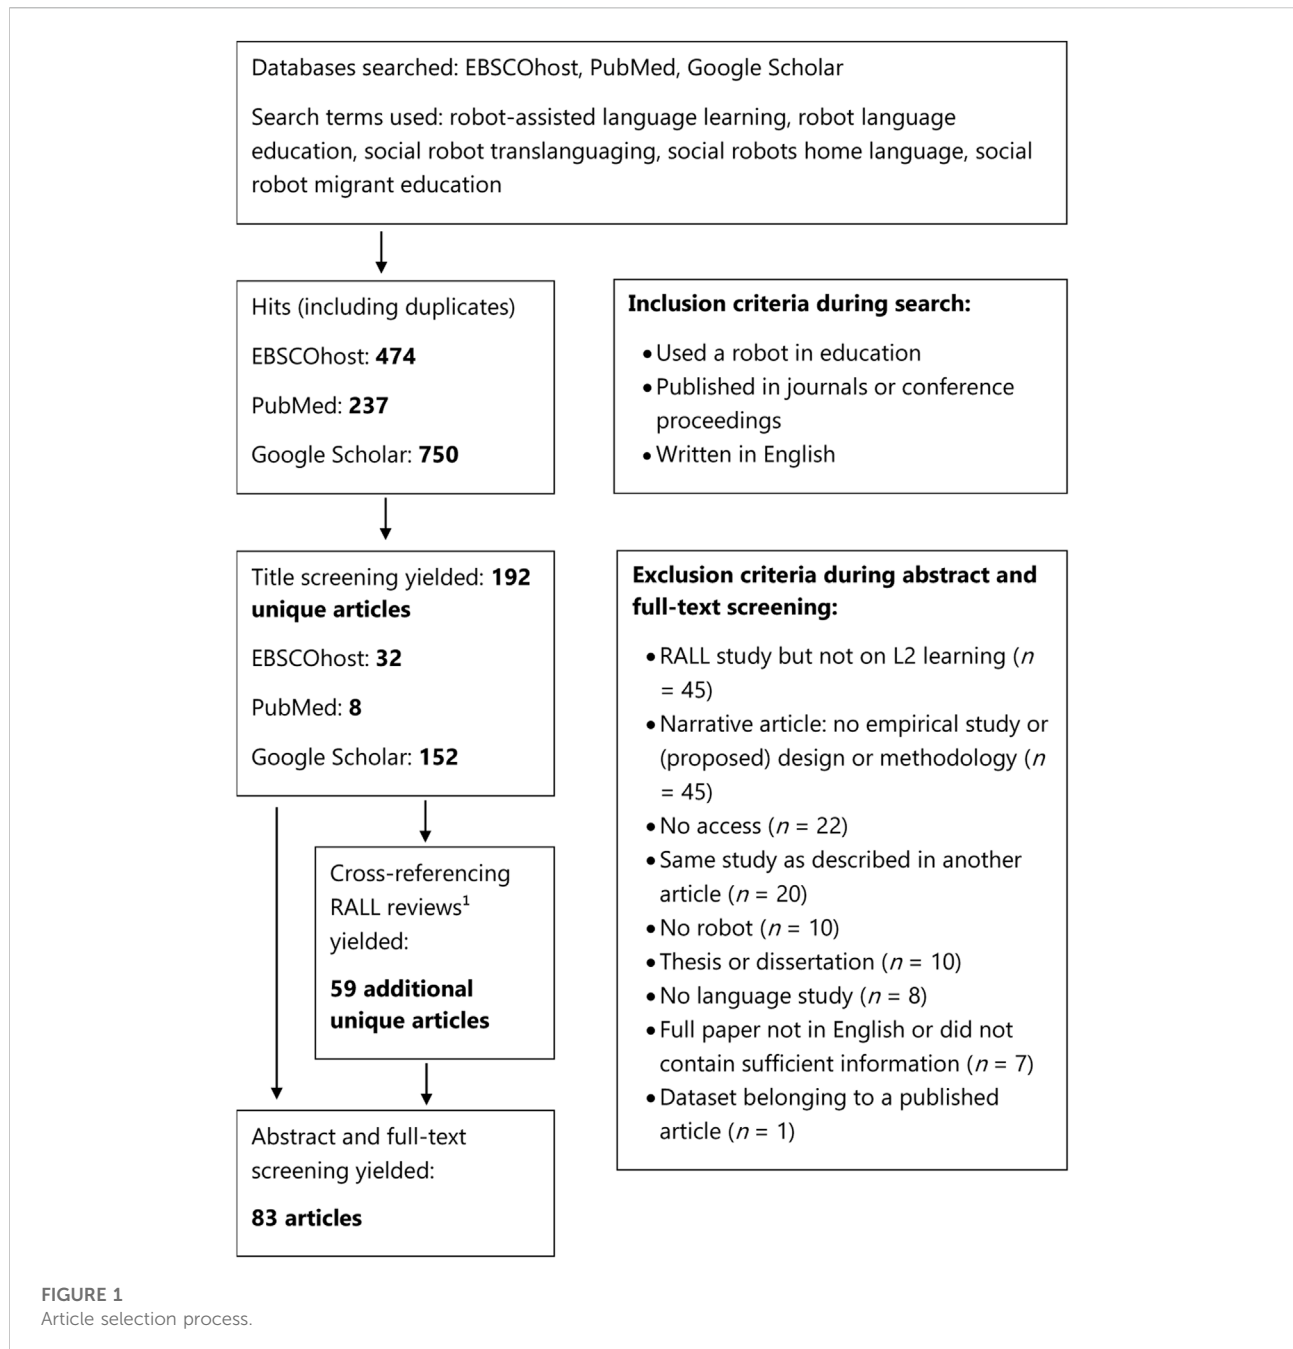 Databases searched: EBSCOhost, PubMed, Google Scholar
Search terms used: robot-assisted language learning, robot language
education, social robot translanguaging, social robots home language, social
robot migrant education
Hits (including duplicates)
EBSCOhost: 474
PubMed: 237
Google Scholar: 750
Inclusion criteria during search:
• Used a robot in education
• Published in journals or conference
proceedings
• Written in English
Title screening yielded: 192
unique articles
EBSCOhost: 32
PubMed: 8
Google Scholar: 152
Exclusion criteria during abstract and
full-text screening:
• RALL study but not on L2 learning (n
= 45)
• Narrative article: no empirical study or
(proposed) design or methodology (n
= 45)
• No access (n = 22)
• Same study as described in another
article (n = 20)
• No robot (n = 10)
• Thesis or dissertation (n = 10)
• No language study (n = 8)
• Full paper not in English or did not
contain sufficient information (n = 7)
• Dataset belonging to a published
article (n = 1)
Cross-referencing
RALL reviews¹
yielded:
59 additional
unique articles
Abstract and full-text
screening yielded:
83 articles
FIGURE 1
Article selection process.